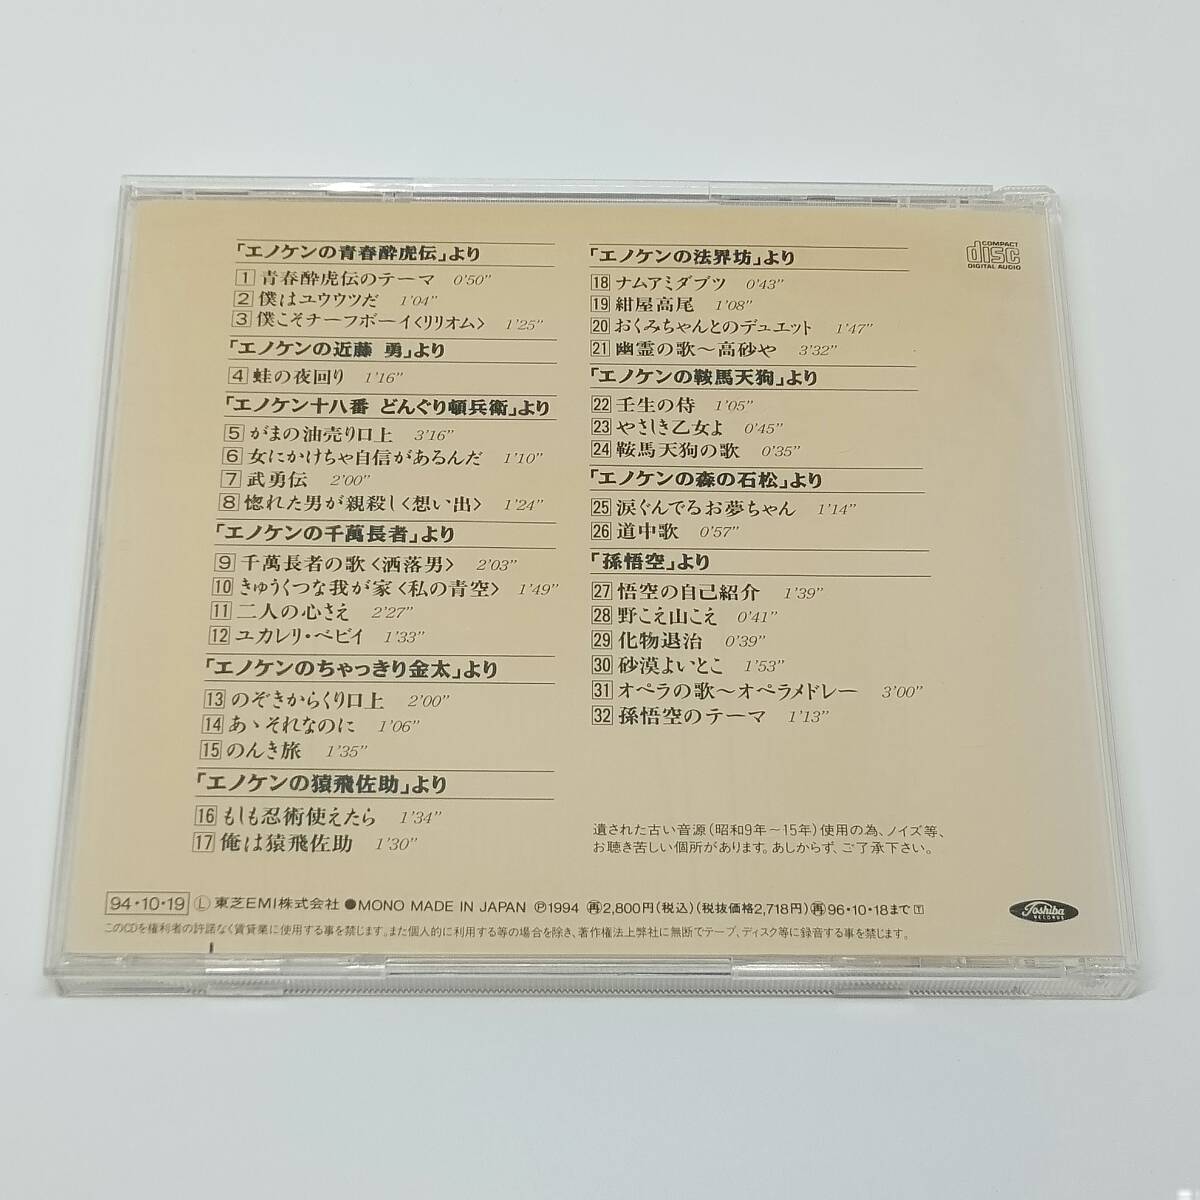 「エノケンの青春酔虎伝」より
1 青春酔虎伝のテーマ 0'50"
2 僕はユウウツだ 1'04"
3 僕こそチーフボーイ〈リリオム〉 1'25"
「エノケンの近藤 勇」より
4 蛙の夜回り 1'16"
「エノケン十八番 どんぐり頓兵衛」より
5 がまの油売り口上 3'16"
6 女にかけちゃ自信があるんだ 1'10"
7 武勇伝 2'00"
8 惚れた男が親殺し〈想い出〉 1'24"
「エノケンの千萬長者」より
9 千萬長者の歌〈洒落男〉 2'03"
10 きゅうくつな我が家〈私の青空〉 1'49"
11 二人の心さえ 2'27"
12 ユカレリ・ベビイ 1'33"
「エノケンのちゃっきり金太」より
13 のぞきからくり口上 2'00"
14 あゝそれなのに 1'06"
15 のんき旅 1'35"
「エノケンの猿飛佐助」より
16 もしも忍術使えたら 1'34"
17 俺は猿飛佐助 1'30"
「エノケンの法界坊」より
18 ナムアミダブツ 0'43"
19 紺屋高尾 1'08"
20 おくみちゃんとのデュエット 1'47"
21 幽霊の歌〜高砂や 3'32"
「エノケンの鞍馬天狗」より
22 壬生の侍 1'05"
23 やさしき乙女よ 0'45"
24 鞍馬天狗の歌 0'35"
「エノケンの森の石松」より
25 涙ぐんでるお夢ちゃん 1'14"
26 道中歌 0'57"
「孫悟空」より
27 悟空の自己紹介 1'39"
28 野こえ山こえ 0'41"
29 化物退治 0'39"
30 砂漠よいとこ 1'53"
31 オペラの歌〜オペラメドレー 3'00"
32 孫悟空のテーマ 1'13"
COMPACT
disc
DIGITAL AUDIO
遺された古い音源(昭和9年〜15年)使用の為、ノイズ等、
お聴き苦しい個所があります。あしからず、ご了承下さい。
94・10・19 Ⓛ 東芝EMI株式会社 ●MONO MADE IN JAPAN ℗1994 再2,800円(税込)(税抜価格2,718円)再96・10・18まで T
このCDを権利者の許諾なく賃貸業に使用する事を禁じます。また個人的に利用する等の場合を除き、著作権法上弊社に無断でテープ、ディスク等に録音する事を禁じます。
Toshiba
RECORDS